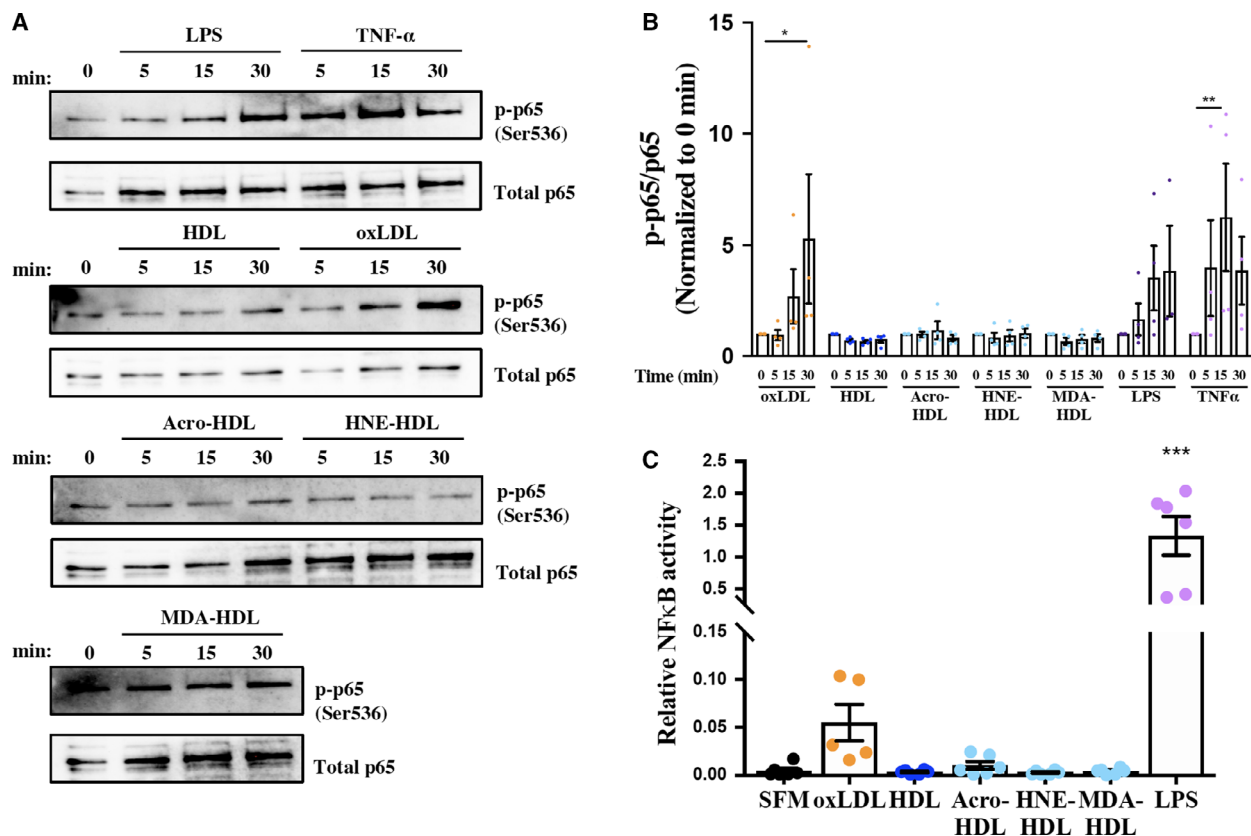 A
LPS TNF-α
min: 0 5 15 30 5 15 30
p-p65
(Ser536)
Total p65
HDL oxLDL
min: 0 5 15 30 5 15 30
p-p65
(Ser536)
Total p65
Acro-HDL HNE-HDL
min: 0 5 15 30 5 15 30
p-p65
(Ser536)
Total p65
MDA-HDL
min: 0 5 15 30
p-p65
(Ser536)
Total p65
B
p-p65/p65
(Normalized to 0 min)
15
10
5
0
* **
Time (min) 0 5 15 30 0 5 15 30 0 5 15 30 0 5 15 30 0 5 15 30 0 5 15 30 0 5 15 30
oxLDL HDL Acro- HNE- MDA- LPS TNFα
HDL HDL HDL
C
Relative NFκB activity
2.5
2.0
1.5
1.0
0.5
0.15
0.10
0.05
0.00
***
SFM oxLDL HDL Acro- HNE- MDA- LPS
HDL HDL HDL